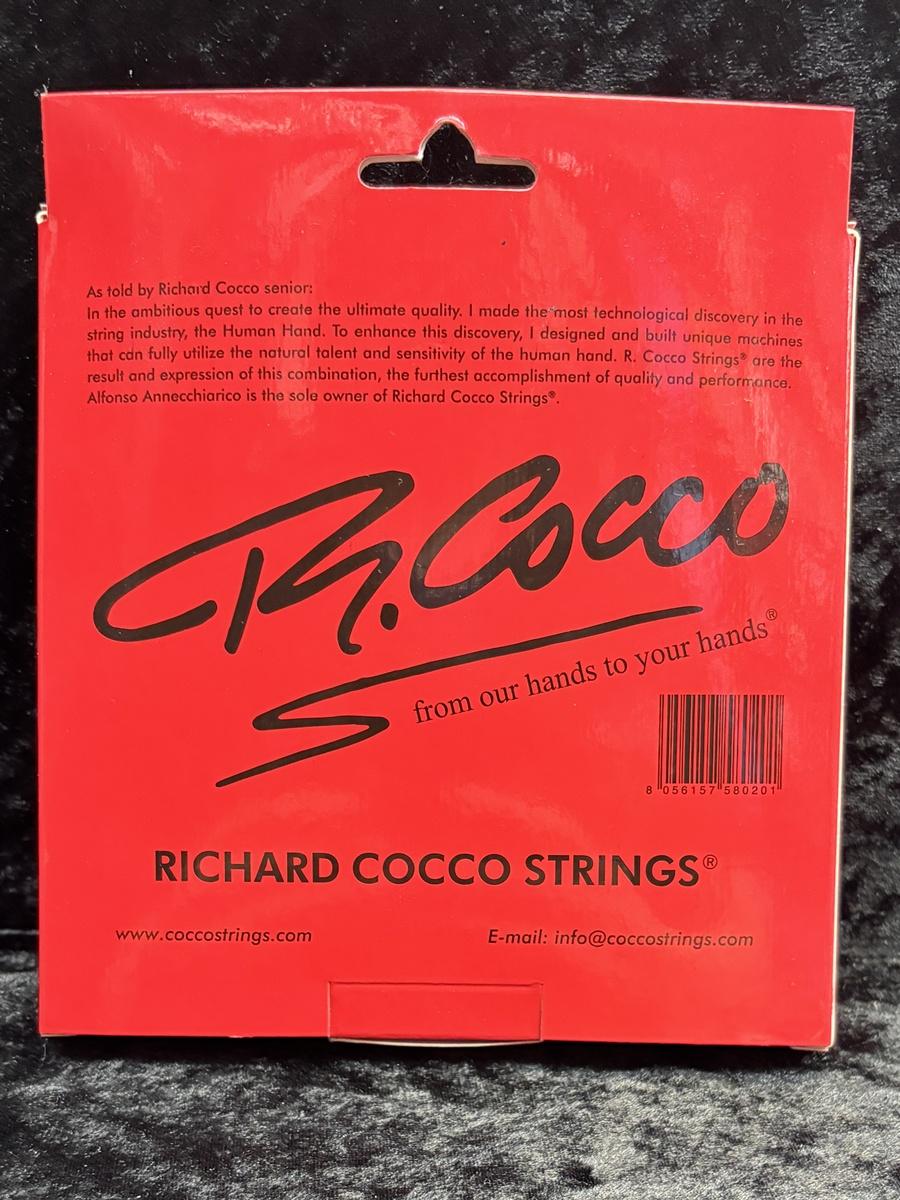 As told by Richard Cocco senior:
In the ambitious quest to create the ultimate quality. I made the most technological discovery in the
string industry, the Human Hand. To enhance this discovery, I designed and built unique machines
that can fully utilize the natural talent and sensitivity of the human hand. R. Cocco Strings® are the
result and expression of this combination, the furthest accomplishment of quality and performance.
Alfonso Annecchiarico is the sole owner of Richard Cocco Strings®.
R. Cocco
from our hands to your hands®
8 056157 580201
RICHARD COCCO STRINGS®
www.coccostrings.com
E-mail: info@coccostrings.com